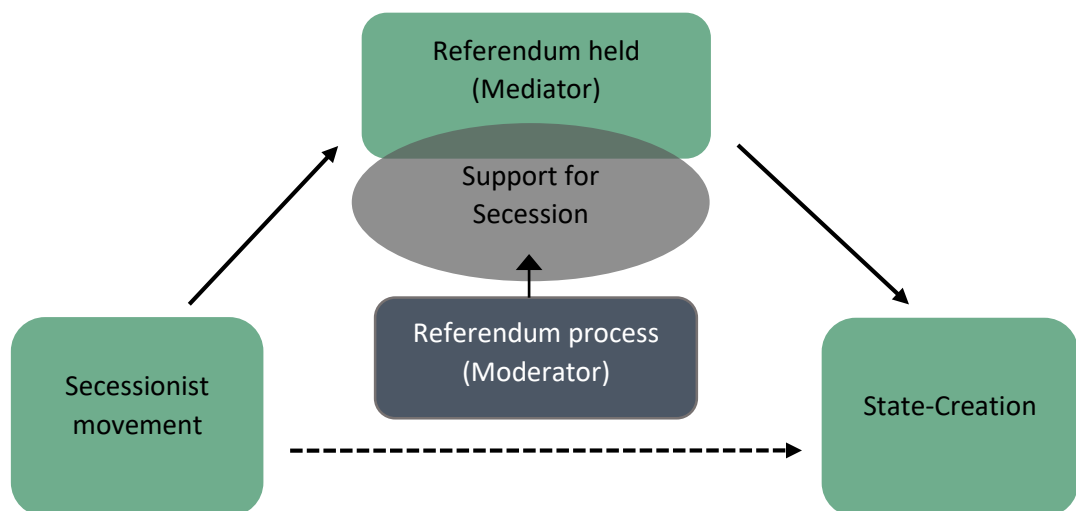 Referendum held
(Mediator)
Support for
Secession
Referendum process
(Moderator)
Secessionist
movement
State-Creation